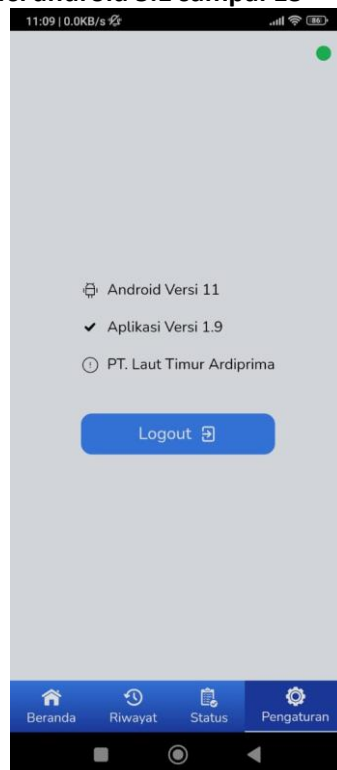 11:09 | 0.0KB/s
86
Android Versi 11
Aplikasi Versi 1.9
PT. Laut Timur Ardiprima
Logout
Beranda
Riwayat
Status
Pengaturan